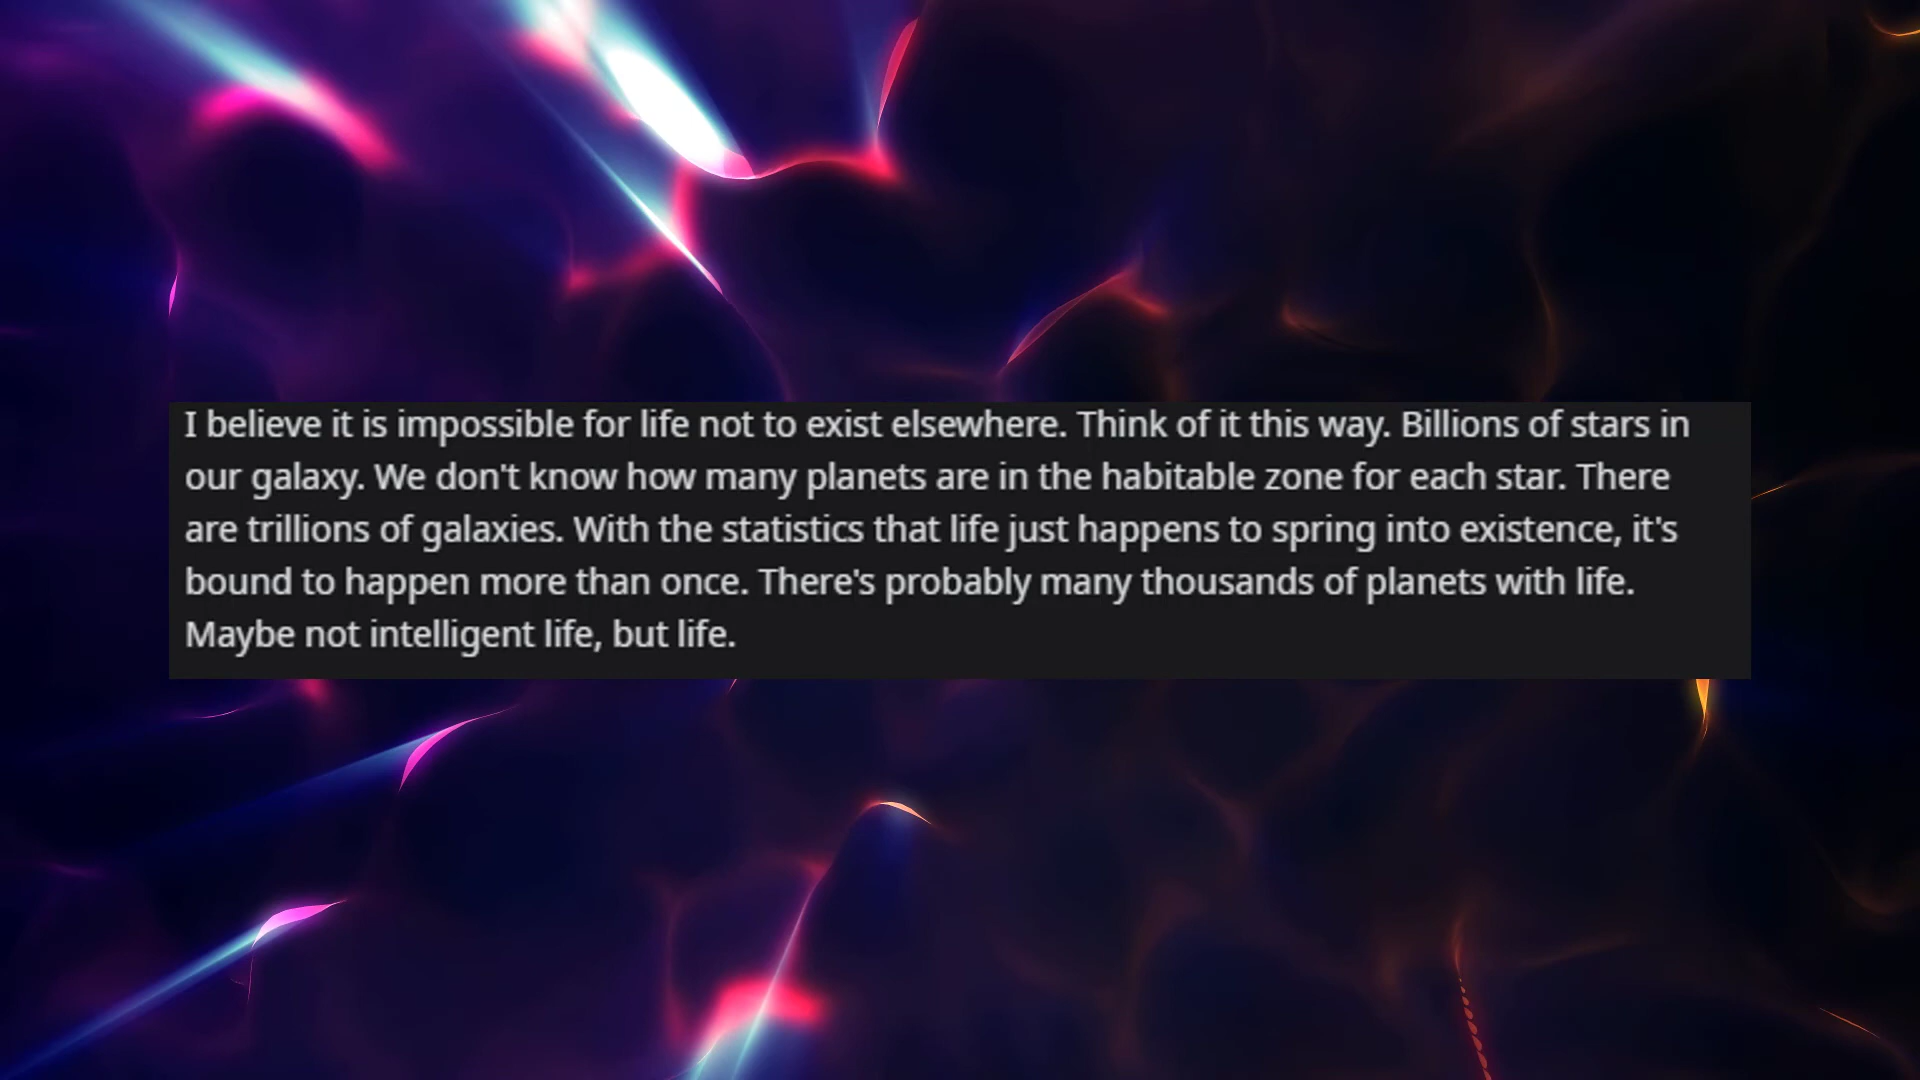 I believe it is impossible for life not to exist elsewhere. Think of it this way. Billions of stars in
our galaxy. We don't know how many planets are in the habitable zone for each star. There
are trillions of galaxies. With the statistics that life just happens to spring into existence, it's
bound to happen more than once. There's probably many thousands of planets with life.
Maybe not intelligent life, but life.